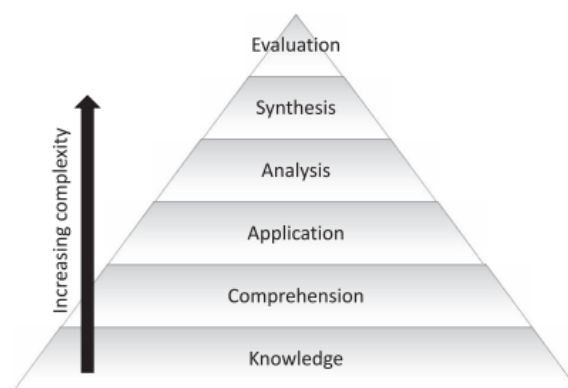 Evaluation
Synthesis
Analysis
Application
Comprehension
Knowledge
Increasing complexity